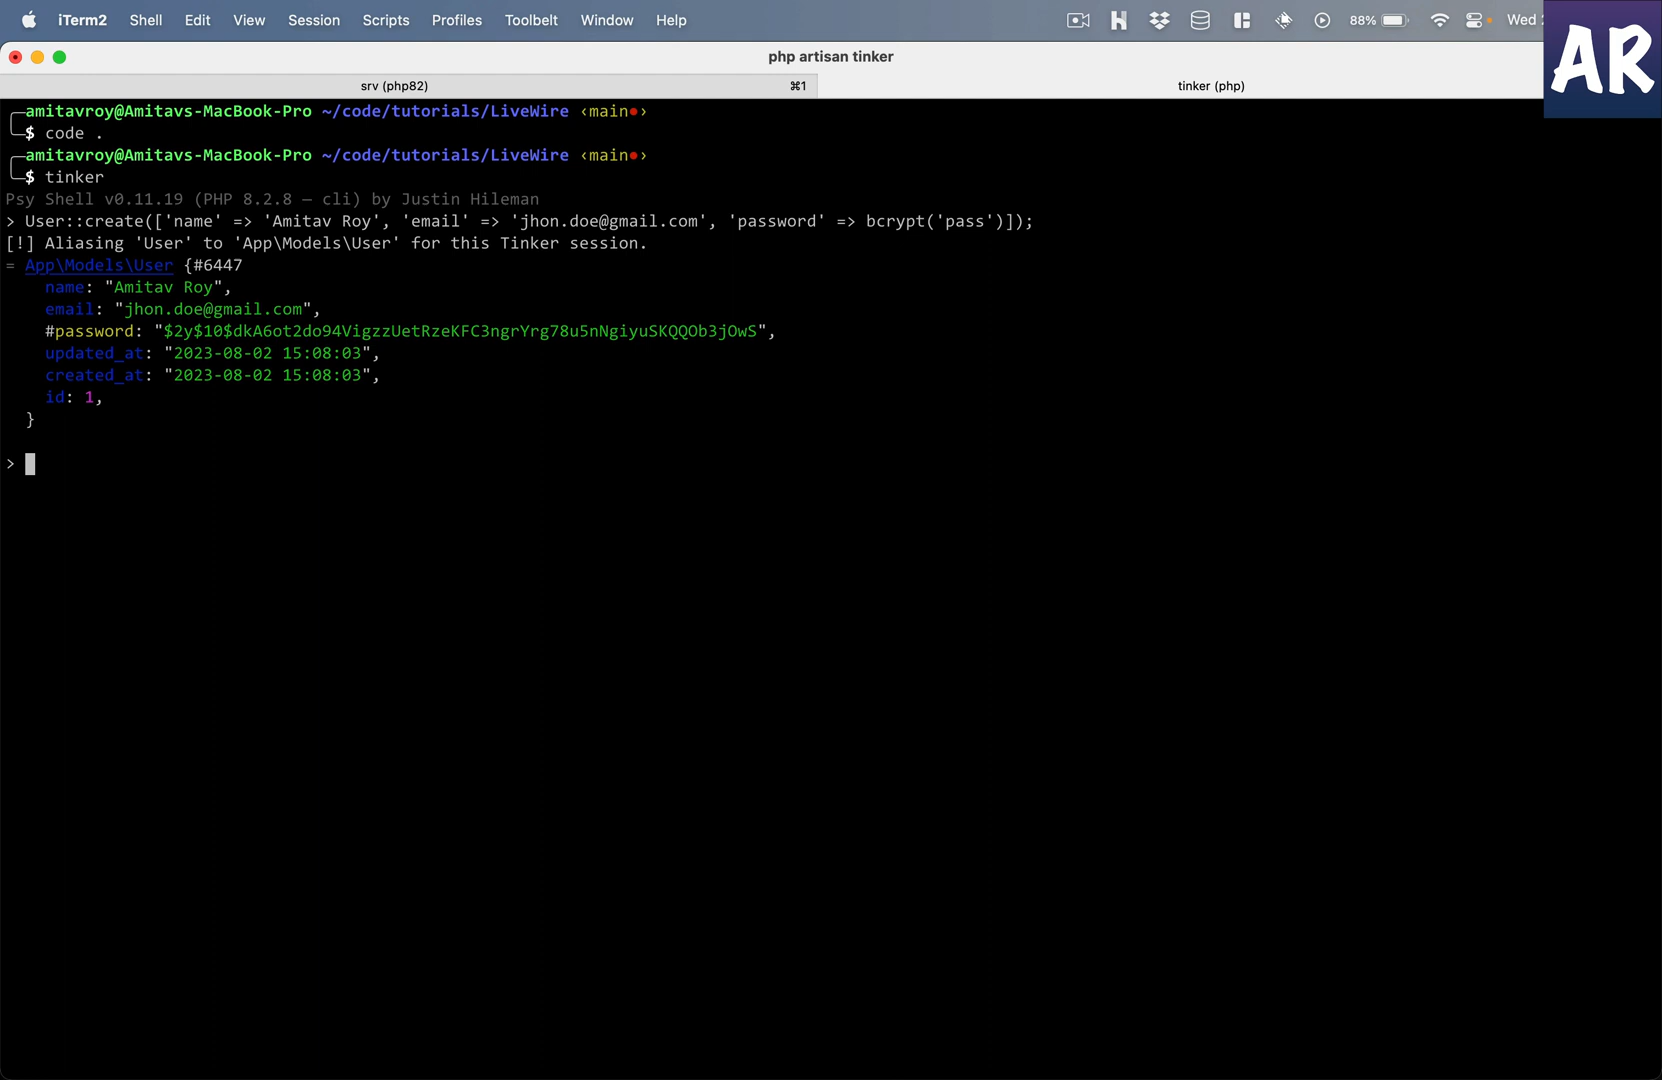 iTerm2 Shell Edit View Session Scripts Profiles Toolbelt Window Help 88% Wed
AR
php artisan tinker
srv (php82) ⌘1 tinker (php)
amitavroy@Amitavs-MacBook-Pro ~/code/tutorials/LiveWire ‹main●›
$ code .
amitavroy@Amitavs-MacBook-Pro ~/code/tutorials/LiveWire ‹main●›
$ tinker
Psy Shell v0.11.19 (PHP 8.2.8 — cli) by Justin Hileman
> User::create(['name' => 'Amitav Roy', 'email' => 'jhon.doe@gmail.com', 'password' => bcrypt('pass')]);
[!] Aliasing 'User' to 'App\Models\User' for this Tinker session.
= App\Models\User {#6447
name: "Amitav Roy",
email: "jhon.doe@gmail.com",
#password: "$2y$10$dkA6ot2do94VigzzUetRzeKFC3ngrYrg78u5nNgiyuSKQQOb3jOwS",
updated_at: "2023-08-02 15:08:03",
created_at: "2023-08-02 15:08:03",
id: 1,
}
>